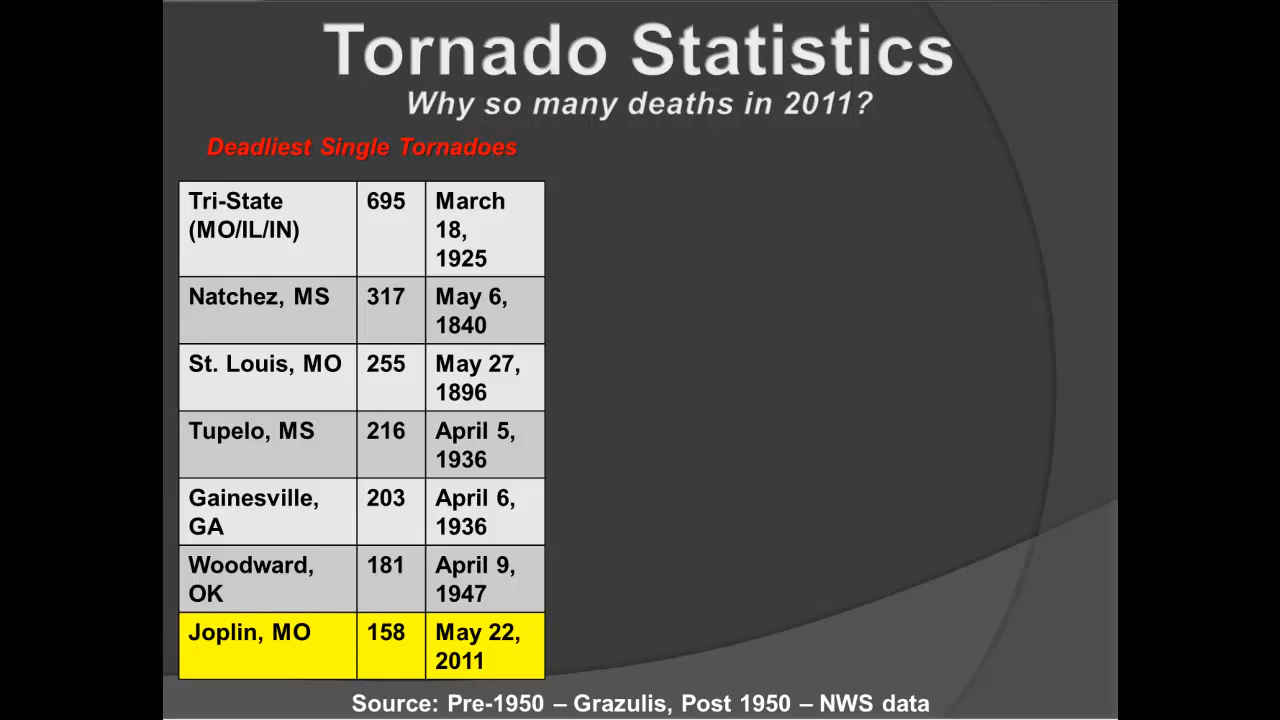 Tornado Statistics
Why so many deaths in 2011?
Deadliest Single Tornadoes
Tri-State 695 March
(MO/IL/IN) 18,
1925
Natchez, MS 317 May 6,
1840
St. Louis, MO 255 May 27,
1896
Tupelo, MS 216 April 5,
1936
Gainesville, 203 April 6,
GA 1936
Woodward, 181 April 9,
OK 1947
Joplin, MO 158 May 22,
2011
Source: Pre-1950 – Grazulis, Post 1950 – NWS data